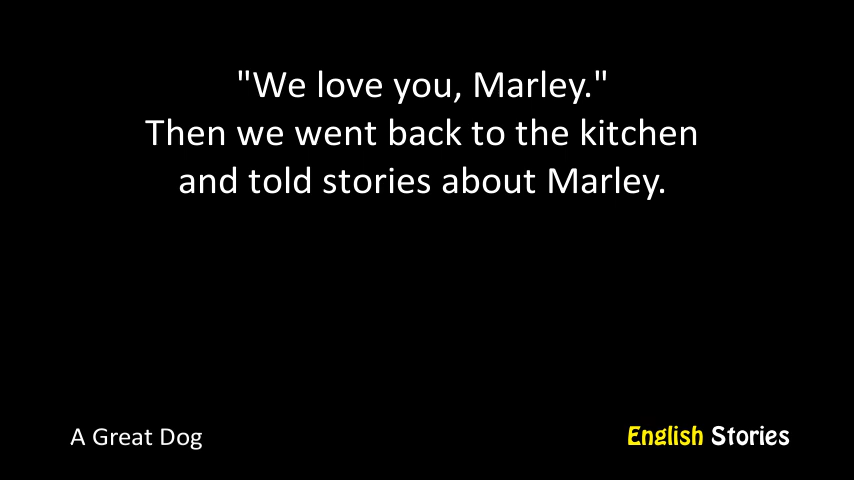 "We love you, Marley."
Then we went back to the kitchen
and told stories about Marley.
A Great Dog
English Stories